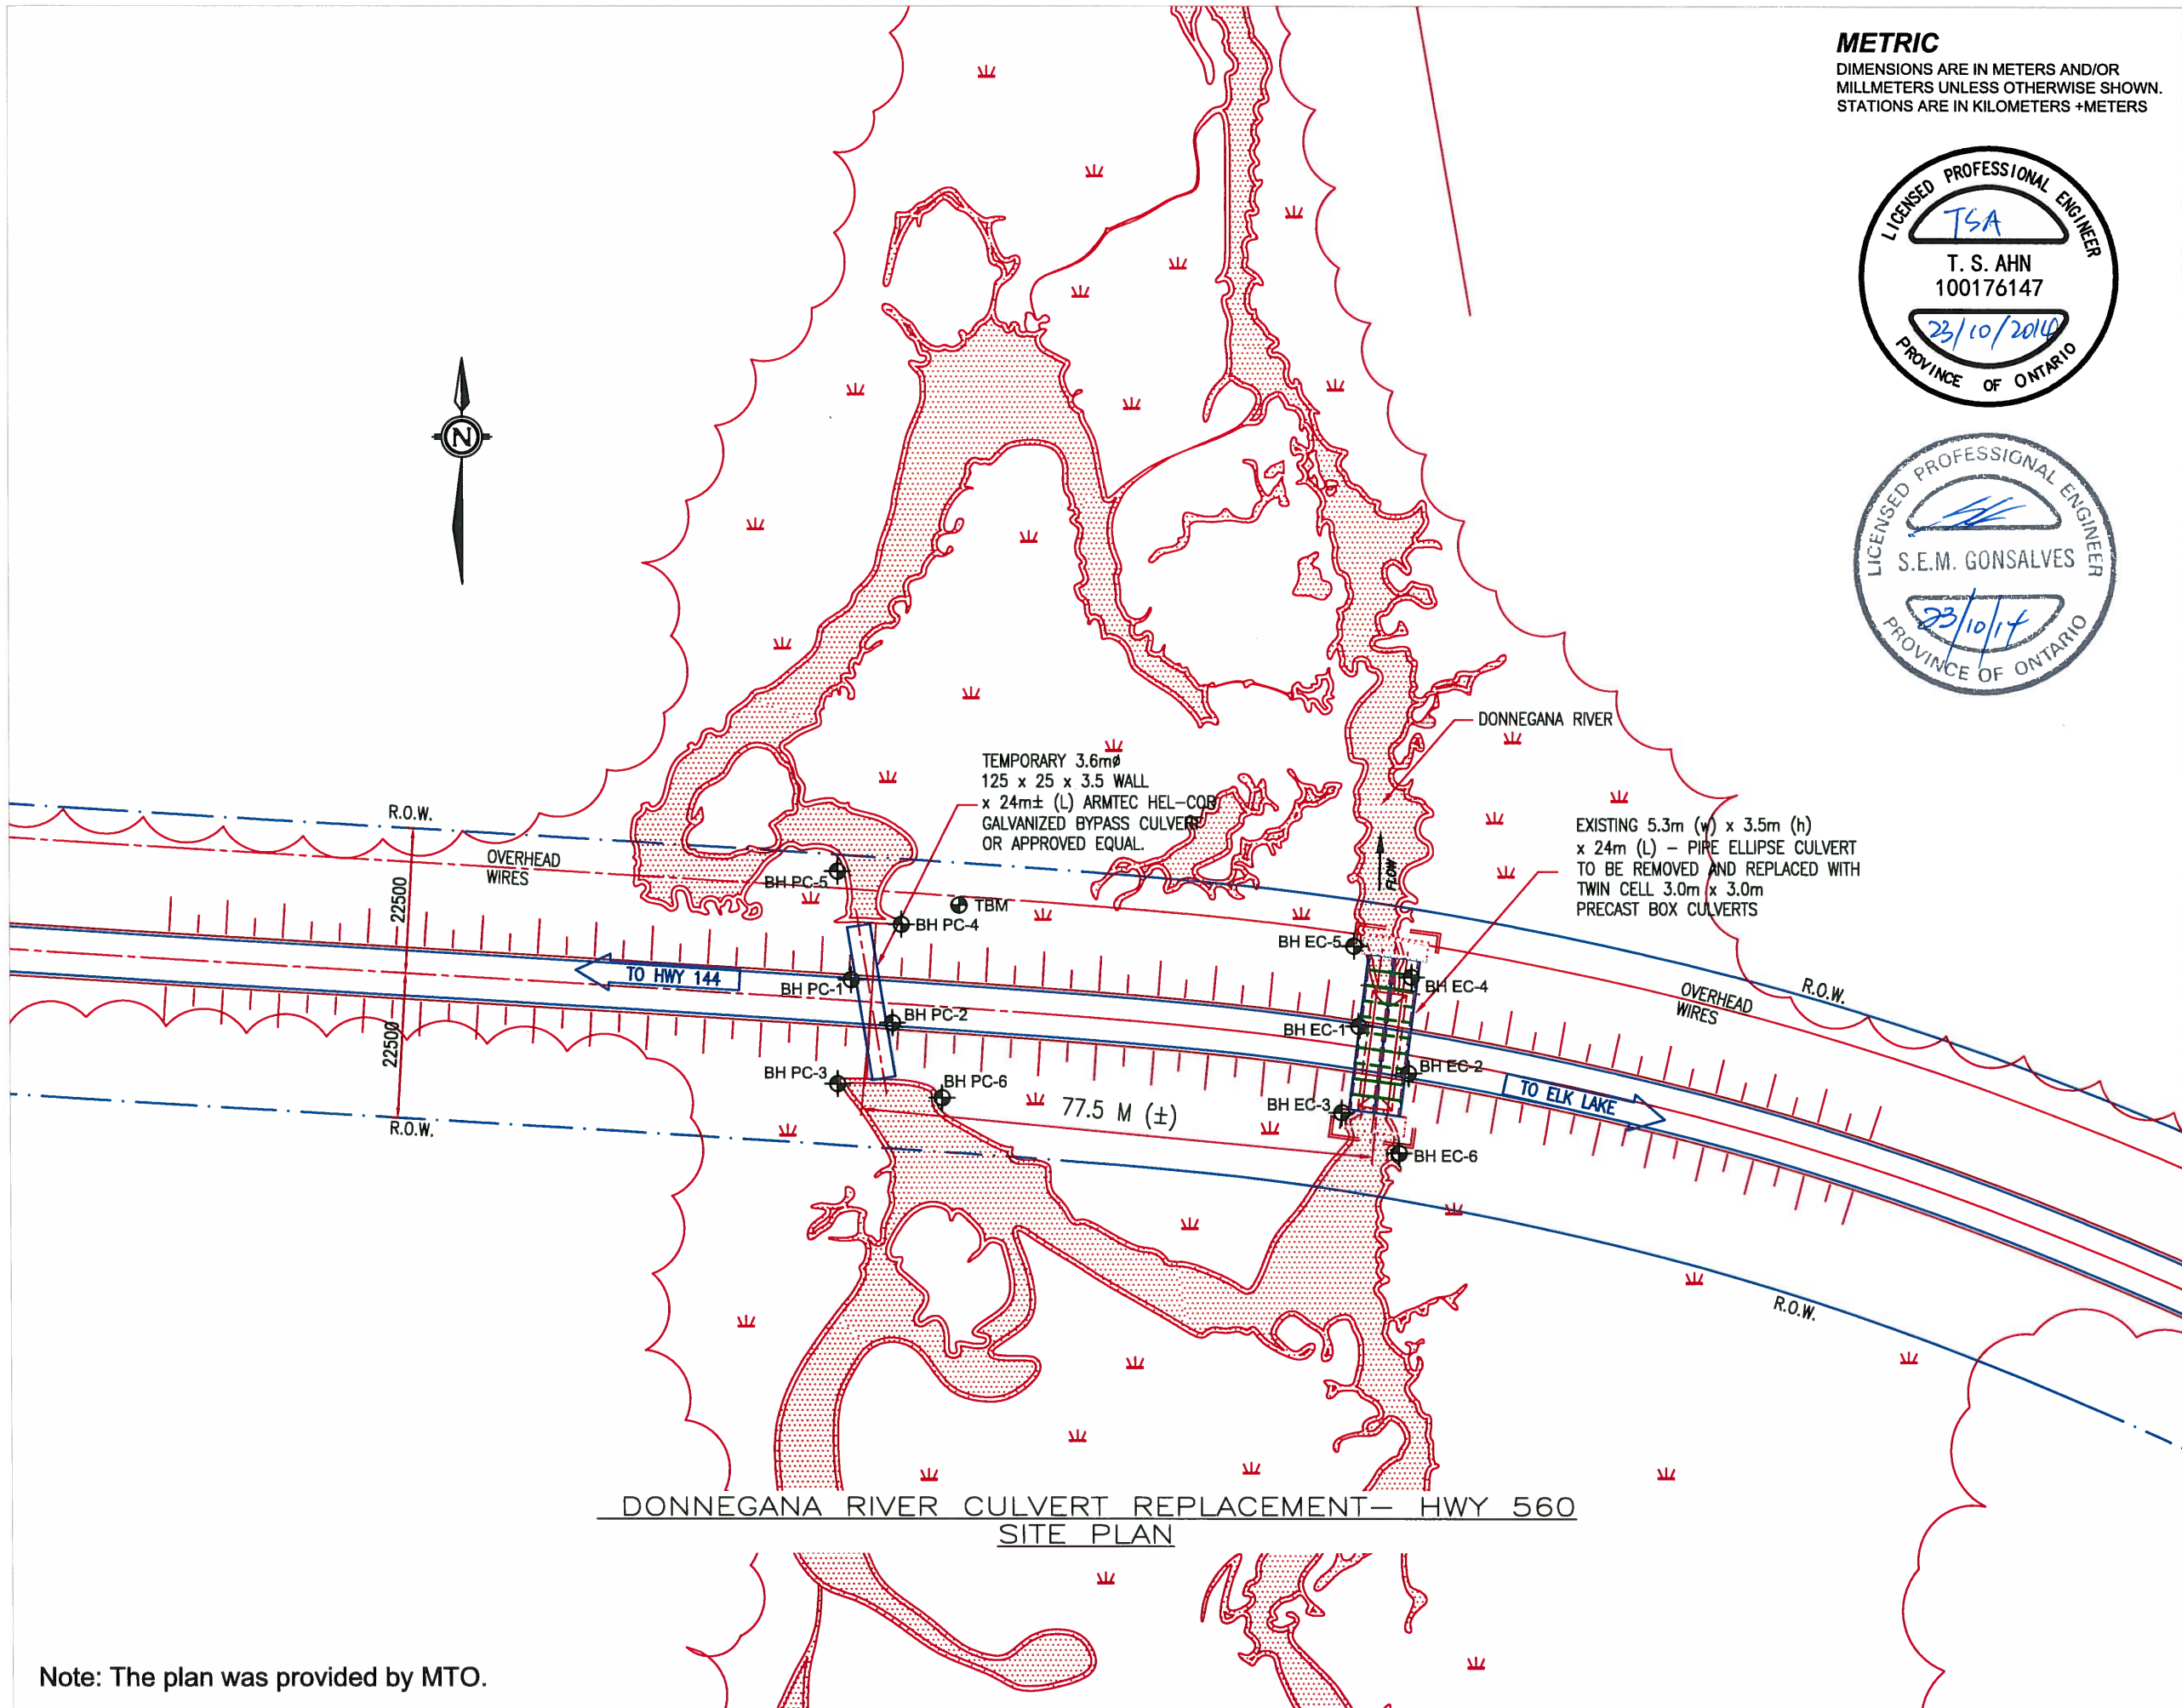 METRIC
DIMENSIONS ARE IN METERS AND/OR
MILLMETERS UNLESS OTHERWISE SHOWN.
STATIONS ARE IN KILOMETERS +METERS
LICENSED PROFESSIONAL ENGINEER
TSA
T. S. AHN
100176147
23/10/2014
PROVINCE OF ONTARIO
LICENSED PROFESSIONAL ENGINEER
S.E.M. GONSALVES
23/10/14
PROVINCE OF ONTARIO
N
DONNEGANA RIVER
TEMPORARY 3.6mø
125 x 25 x 3.5 WALL
x 24m± (L) ARMTEC HEL-COR
GALVANIZED BYPASS CULVERT
OR APPROVED EQUAL.
EXISTING 5.3m (w) x 3.5m (h)
x 24m (L) – PIPE ELLIPSE CULVERT
TO BE REMOVED AND REPLACED WITH
TWIN CELL 3.0m x 3.0m
PRECAST BOX CULVERTS
R.O.W.
OVERHEAD
WIRES
22500
22500
R.O.W.
FLOW
BH PC-5
TBM
BH PC-4
TO HWY 144
BH PC-1
BH PC-2
BH PC-3
BH PC-6
77.5 M (±)
BH EC-5
BH EC-4
BH EC-1
BH EC-2
BH EC-3
BH EC-6
TO ELK LAKE
OVERHEAD
WIRES
R.O.W.
R.O.W.
DONNEGANA RIVER CULVERT REPLACEMENT– HWY 560
SITE PLAN
Note: The plan was provided by MTO.